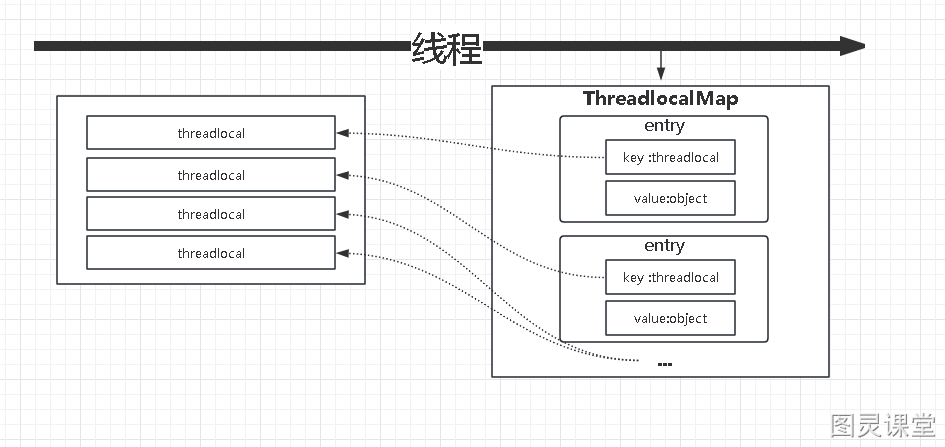 线程
threadlocal
threadlocal
threadlocal
threadlocal
ThreadlocalMap
entry
key :threadlocal
value:object
entry
key :threadlocal
value:object
...
图灵课堂